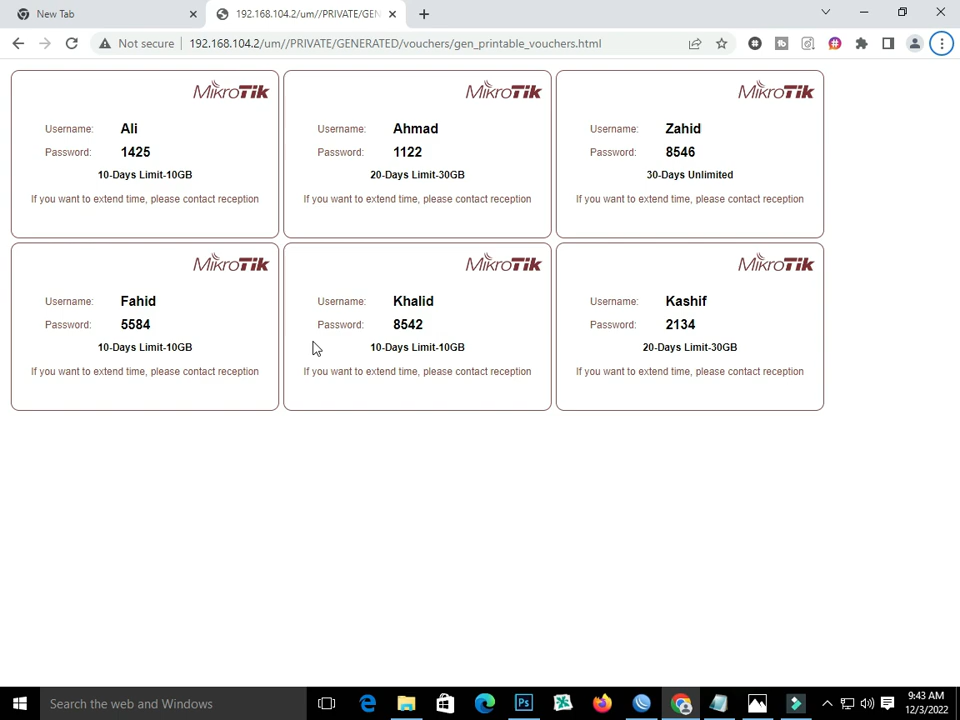 New Tab
192.168.104.2/um//PRIVATE/GEN
Not secure
192.168.104.2/um//PRIVATE/GENERATED/vouchers/gen_printable_vouchers.html
MikroTik
Username: Ali
Password: 1425
10-Days Limit-10GB
If you want to extend time, please contact reception
MikroTik
Username: Ahmad
Password: 1122
20-Days Limit-30GB
If you want to extend time, please contact reception
MikroTik
Username: Zahid
Password: 8546
30-Days Unlimited
If you want to extend time, please contact reception
MikroTik
Username: Fahid
Password: 5584
10-Days Limit-10GB
If you want to extend time, please contact reception
MikroTik
Username: Khalid
Password: 8542
10-Days Limit-10GB
If you want to extend time, please contact reception
MikroTik
Username: Kashif
Password: 2134
20-Days Limit-30GB
If you want to extend time, please contact reception
Search the web and Windows
Ps
9:43 AM
12/3/2022